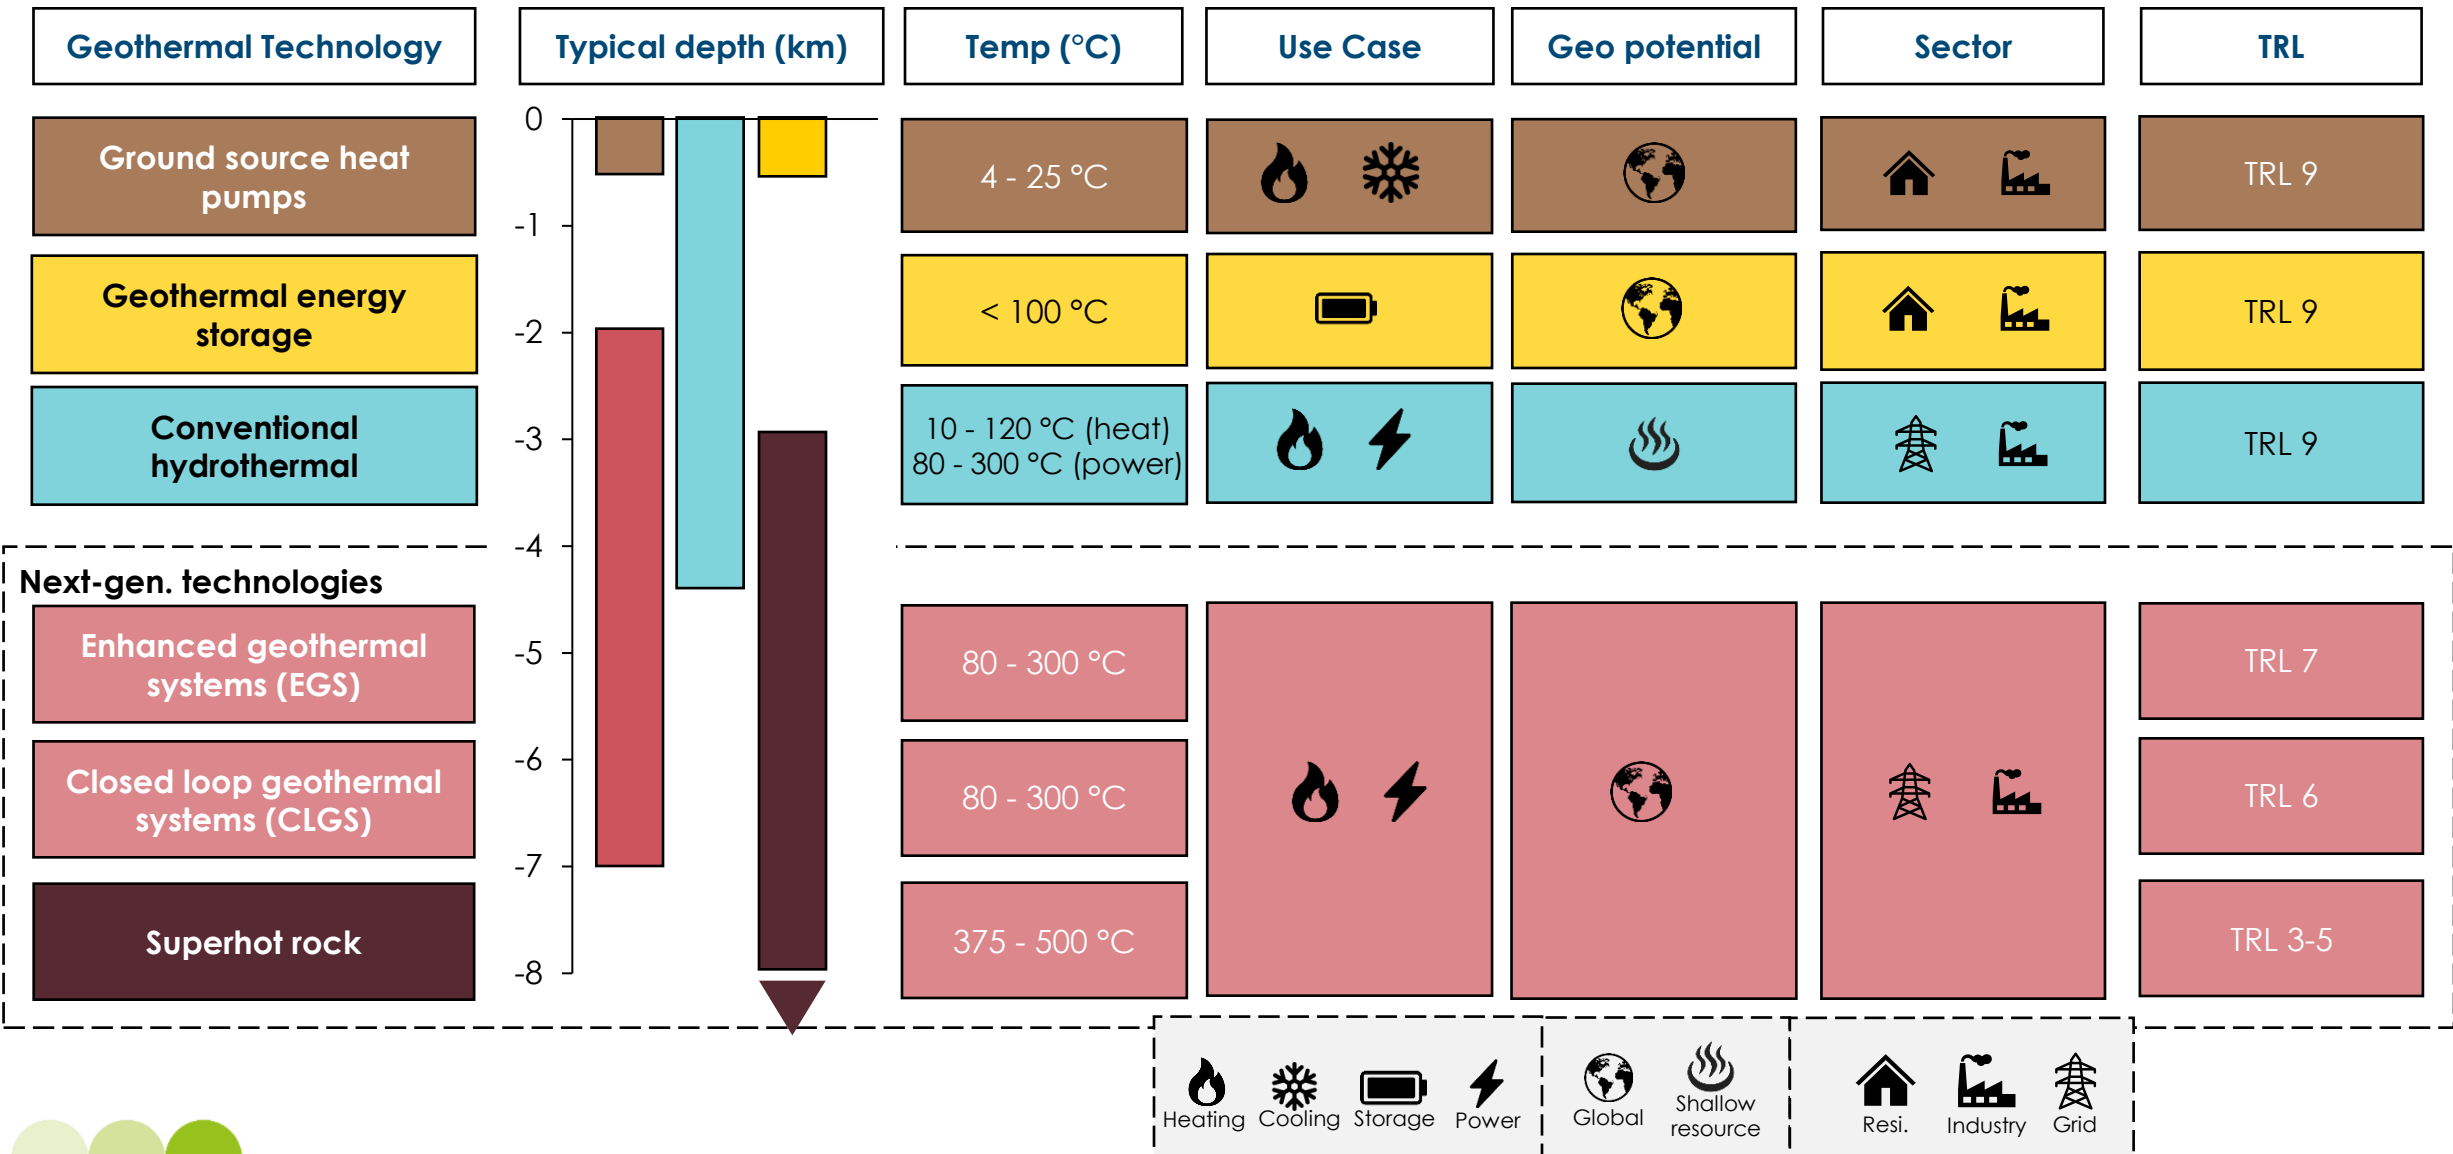 Geothermal Technology
Typical depth (km)
Temp (°C)
Use Case
Geo potential
Sector
TRL
Ground source heat
pumps
4 - 25 °C
TRL 9
Geothermal energy
storage
< 100 °C
TRL 9
Conventional
hydrothermal
10 - 120 °C (heat)
80 - 300 °C (power)
TRL 9
0
-1
-2
-3
-4
-5
-6
-7
-8
Next-gen. technologies
Enhanced geothermal
systems (EGS)
80 - 300 °C
TRL 7
Closed loop geothermal
systems (CLGS)
80 - 300 °C
TRL 6
Superhot rock
375 - 500 °C
TRL 3-5
Heating
Cooling
Storage
Power
Global
Shallow
resource
Resi.
Industry
Grid